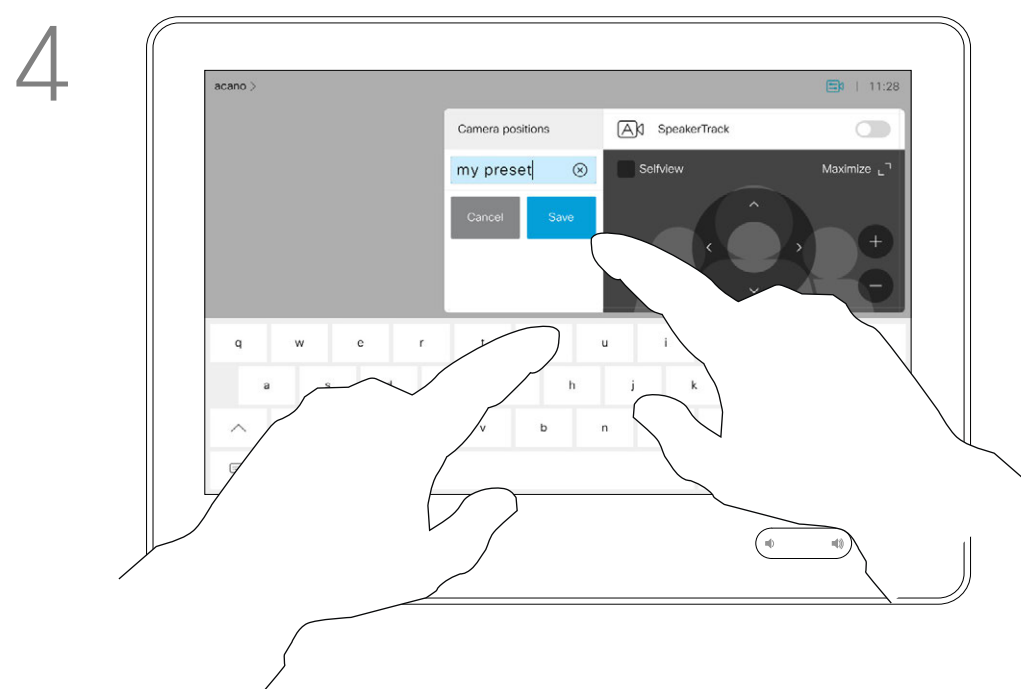 4
acano >
11:28
Camera positions
SpeakerTrack
my preset
Selfview
Maximize
Cancel
Save
q w e r t u i
a s d h j k
v b n